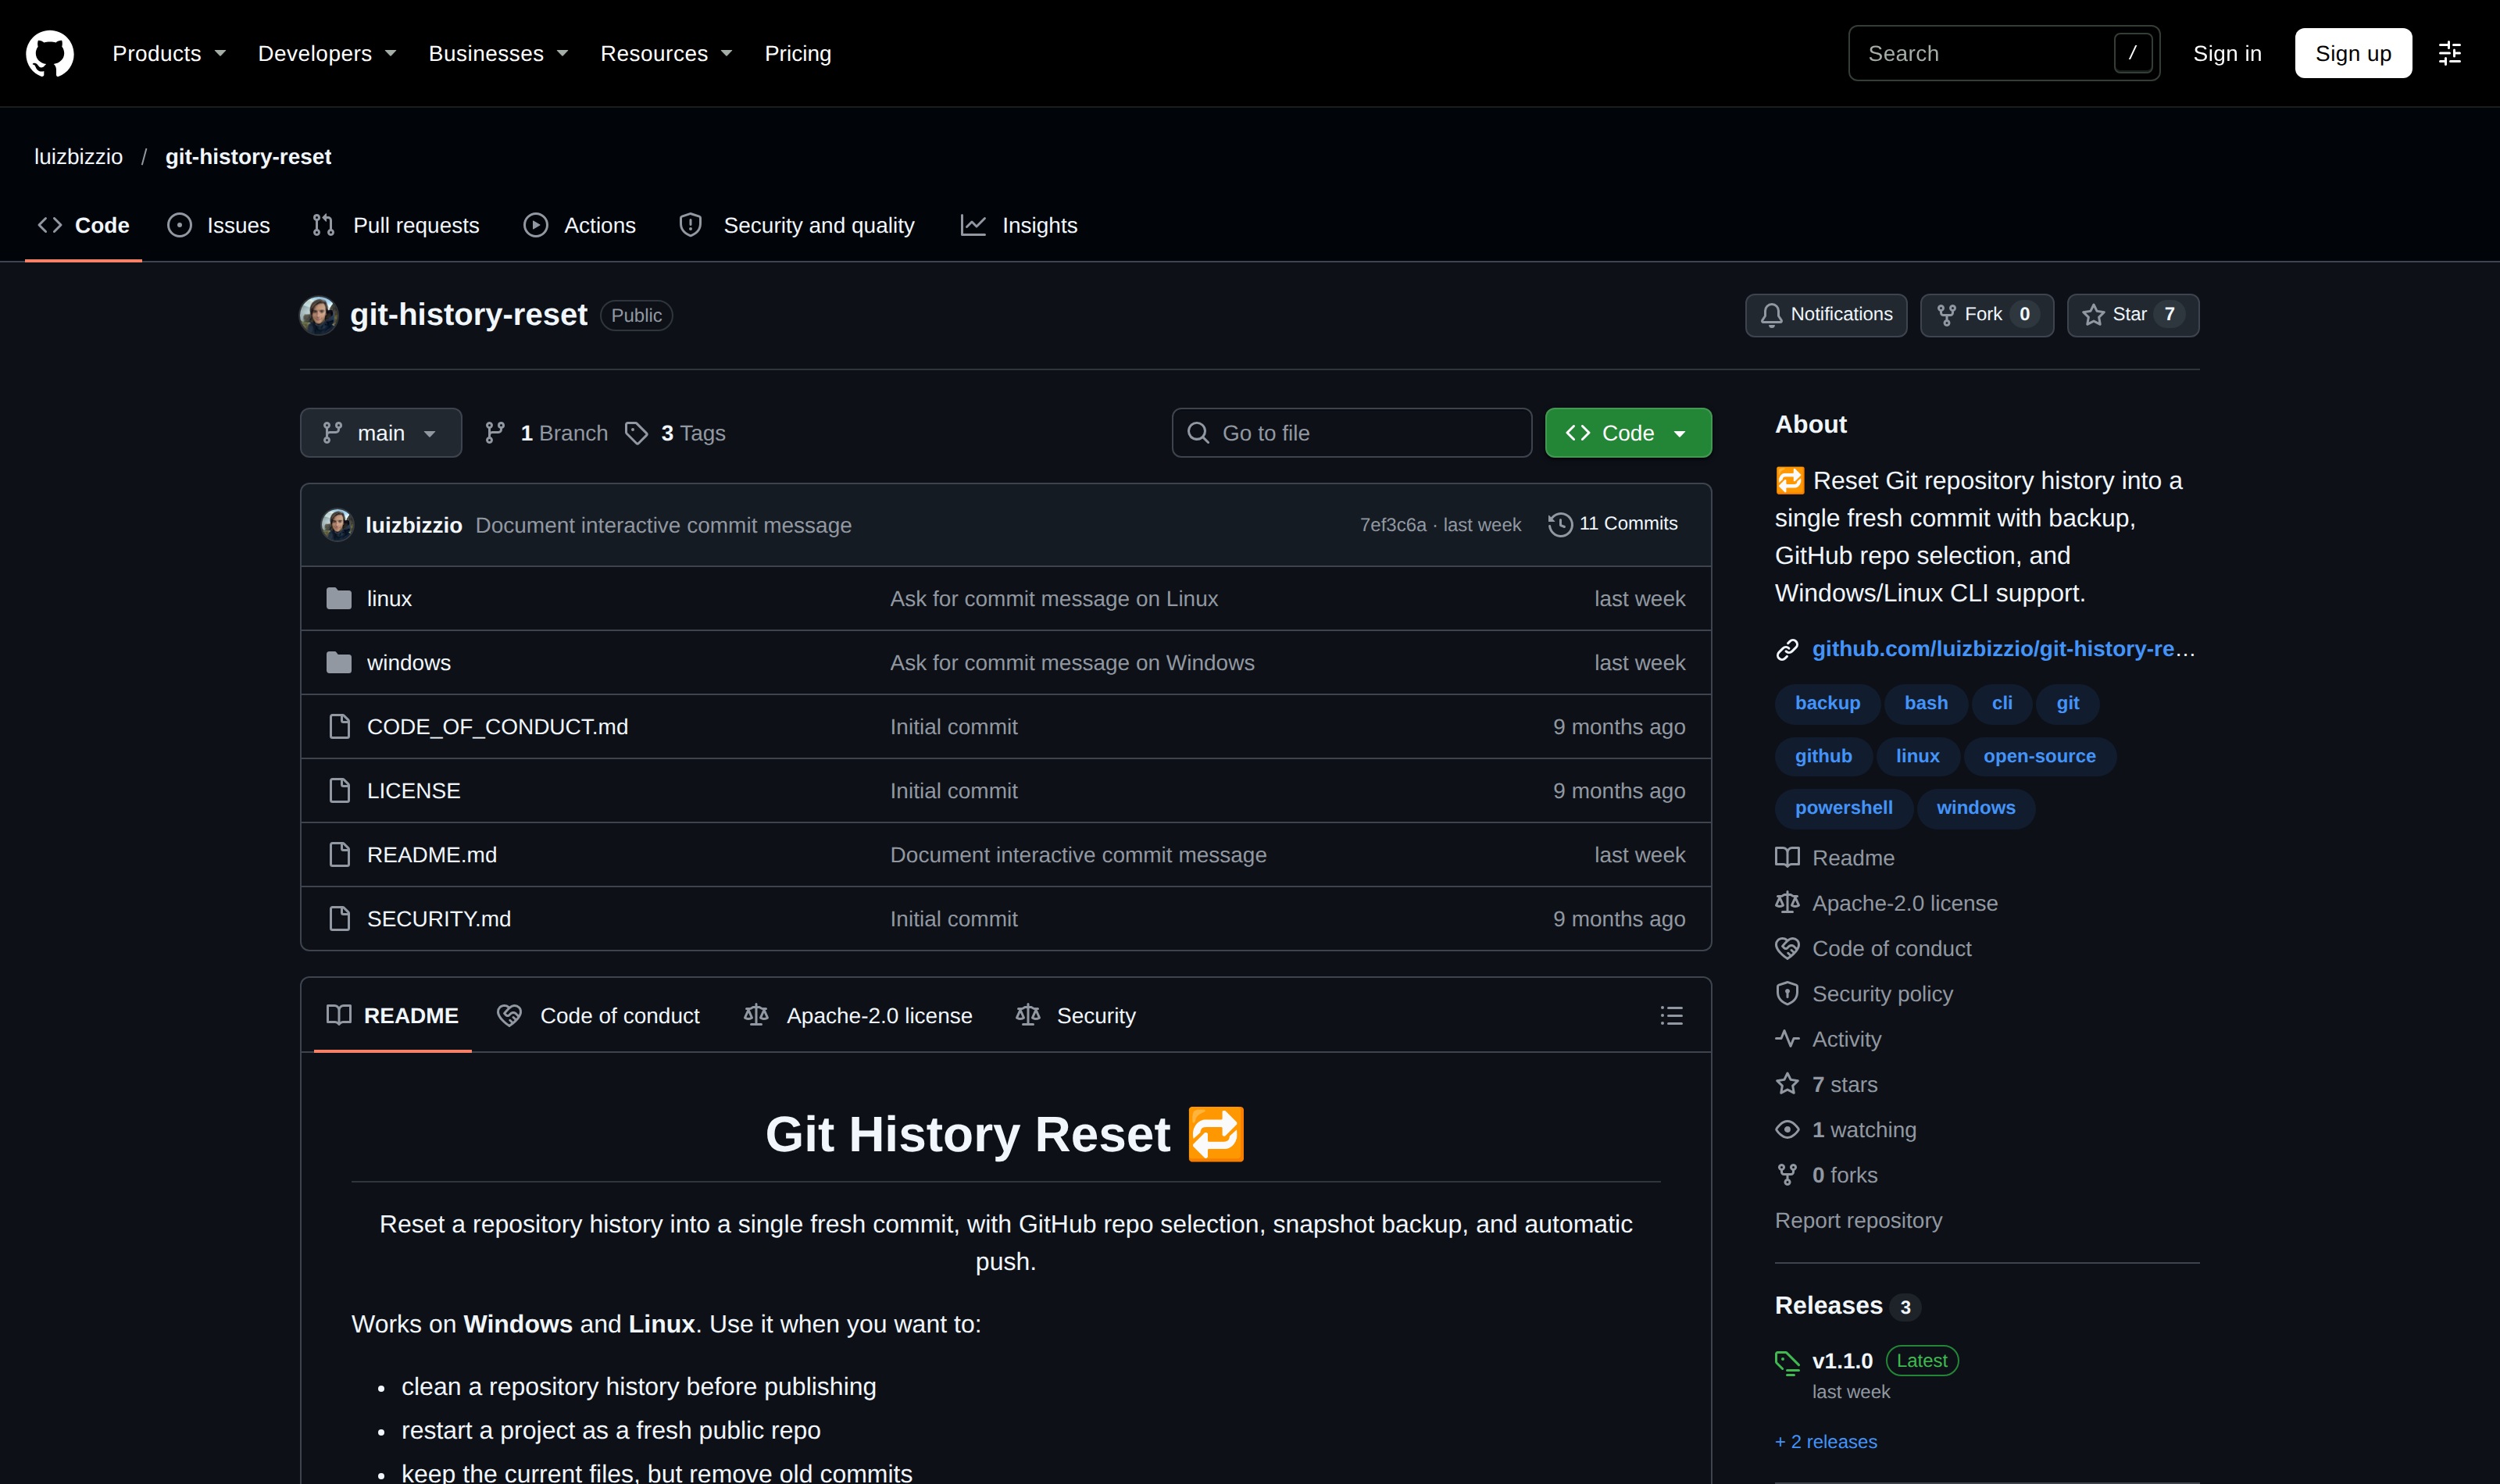 Products Developers Businesses Resources Pricing Search / Sign in Sign up
luizbizzio / git-history-reset
Code Issues Pull requests Actions Security and quality Insights
git-history-reset Public Notifications Fork 0 Star 7
main 1 Branch 3 Tags Go to file Code
luizbizzio Document interactive commit message 7ef3c6a · last week 11 Commits
linux Ask for commit message on Linux last week
windows Ask for commit message on Windows last week
CODE_OF_CONDUCT.md Initial commit 9 months ago
LICENSE Initial commit 9 months ago
README.md Document interactive commit message last week
SECURITY.md Initial commit 9 months ago
README Code of conduct Apache-2.0 license Security
Git History Reset 🔁
Reset a repository history into a single fresh commit, with GitHub repo selection, snapshot backup, and automatic
push.
Works on Windows and Linux. Use it when you want to:
• clean a repository history before publishing
• restart a project as a fresh public repo
• keep the current files, but remove old commits
About
🔁 Reset Git repository history into a
single fresh commit with backup,
GitHub repo selection, and
Windows/Linux CLI support.
github.com/luizbizzio/git-history-re…
backup bash cli git
github linux open-source
powershell windows
Readme
Apache-2.0 license
Code of conduct
Security policy
Activity
7 stars
1 watching
0 forks
Report repository
Releases 3
v1.1.0 Latest
last week
+ 2 releases